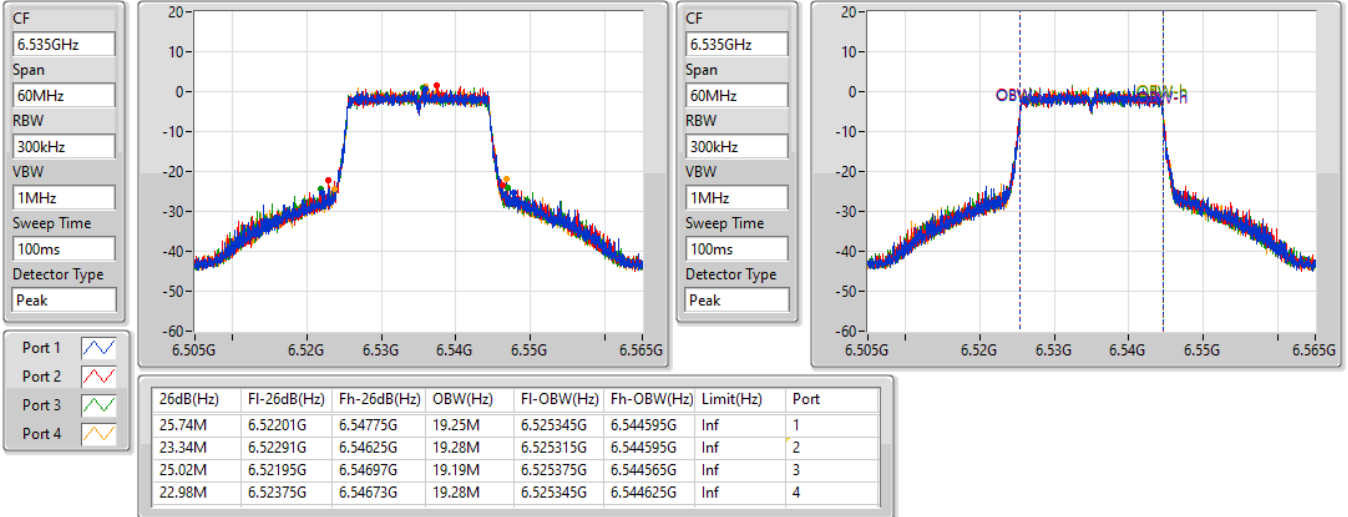 CF
6.535GHz
Span
60MHz
RBW
300kHz
VBW
1MHz
Sweep Time
100ms
Detector Type
Peak
20
10
0
-10
-20
-30
-40
-50
-60
6.505G 6.52G 6.53G 6.54G 6.55G 6.565G
CF
6.535GHz
Span
60MHz
RBW
300kHz
VBW
1MHz
Sweep Time
100ms
Detector Type
Peak
20
10
0
-10
-20
-30
-40
-50
-60
6.505G 6.52G 6.53G 6.54G 6.55G 6.565G
Port 1
Port 2
Port 3
Port 4
26dB(Hz) Fl-26dB(Hz) Fh-26dB(Hz) OBW(Hz) Fl-OBW(Hz) Fh-OBW(Hz) Limit(Hz) Port
25.74M 6.52201G 6.54775G 19.25M 6.525345G 6.544595G Inf 1
23.34M 6.52291G 6.54625G 19.28M 6.525315G 6.544595G Inf 2
25.02M 6.52195G 6.54697G 19.19M 6.525375G 6.544565G Inf 3
22.98M 6.52375G 6.54673G 19.28M 6.525345G 6.544625G Inf 4